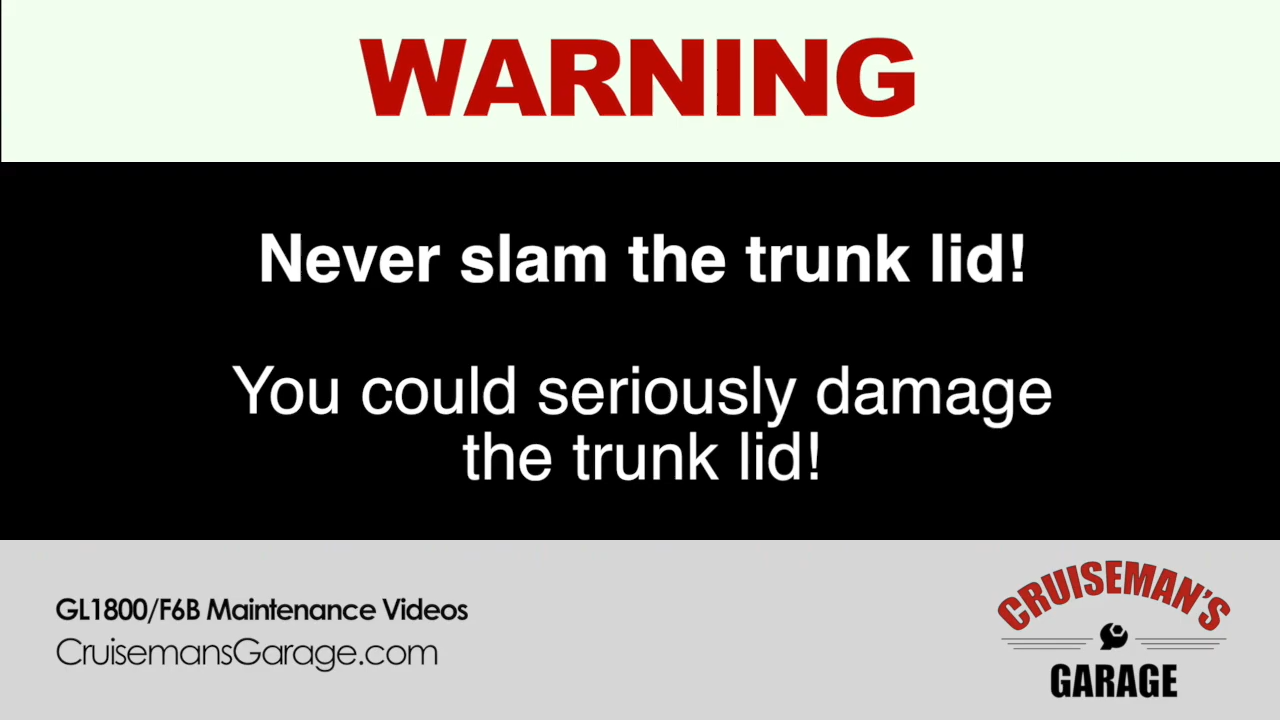 WARNING
Never slam the trunk lid!
You could seriously damage
the trunk lid!
GL1800/F6B Maintenance Videos
CruisemansGarage.com
CRUISEMAN'S
GARAGE